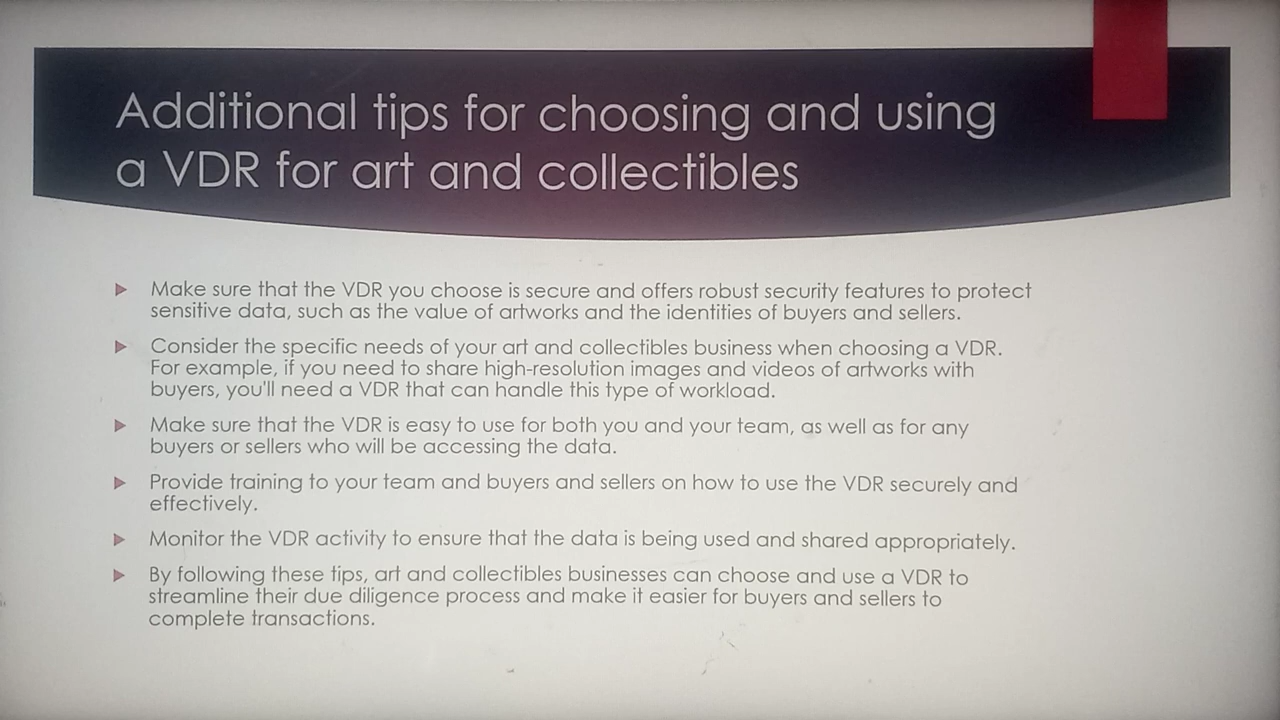 Additional tips for choosing and using
a VDR for art and collectibles
Make sure that the VDR you choose is secure and offers robust security features to protect
sensitive data, such as the value of artworks and the identities of buyers and sellers.
Consider the specific needs of your art and collectibles business when choosing a VDR.
For example, if you need to share high-resolution images and videos of artworks with
buyers, you'll need a VDR that can handle this type of workload.
Make sure that the VDR is easy to use for both you and your team, as well as for any
buyers or sellers who will be accessing the data.
Provide training to your team and buyers and sellers on how to use the VDR securely and
effectively.
Monitor the VDR activity to ensure that the data is being used and shared appropriately.
By following these tips, art and collectibles businesses can choose and use a VDR to
streamline their due diligence process and make it easier for buyers and sellers to
complete transactions.